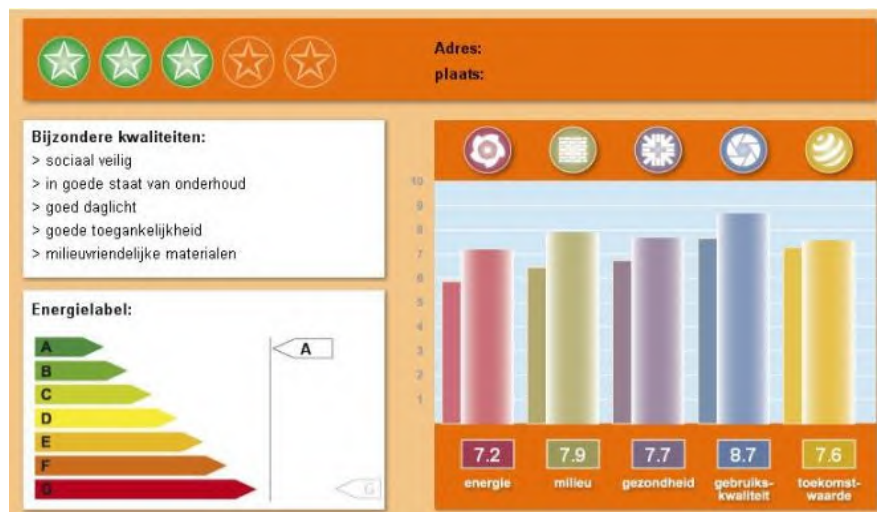 Adres:
plaats:
Bijzondere kwaliteiten:
> sociaal veilig
> in goede staat van onderhoud
> goed daglicht
> goede toegankelijkheid
> milieuvriendelijke materialen
Energielabel:
A
B
C
D
E
F
G
A
G
10
9
8
7
6
5
4
3
2
1
7.2
7.9
7.7
8.7
7.6
energie
milieu
gezondheid
gebruiks-
kwaliteit
toekomst-
waarde